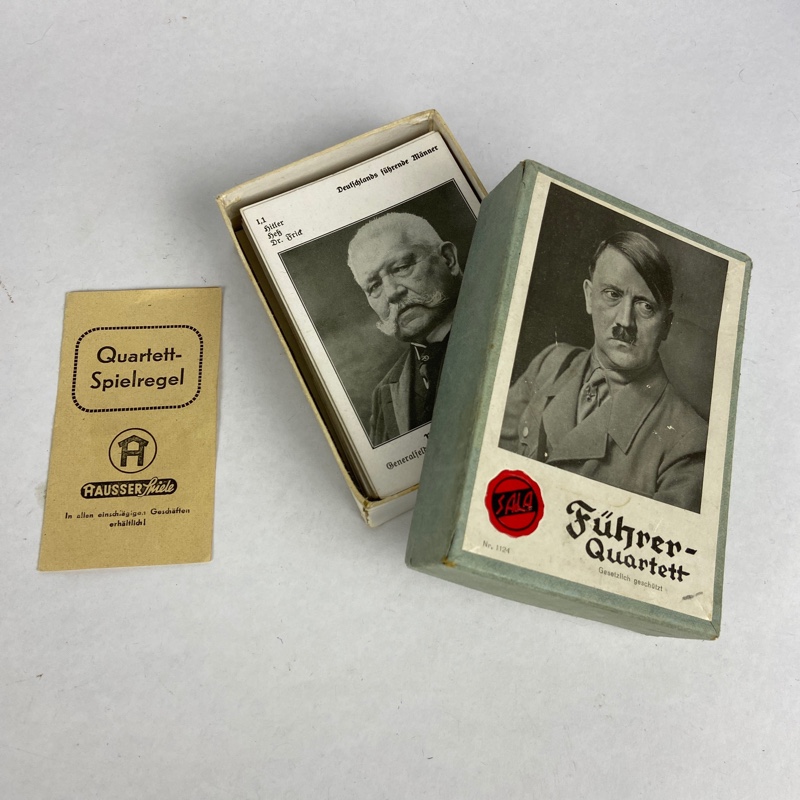 Quartett-
Spielregel
HAUSSER Spiele
In allen einschlägigen Geschäften
erhältlich!
Deutschlands führende Männer
I,1
Hitler
Heß
Dr. Frick
SALA
Führer-
Quartett
Nr. 1124
Gesetzlich geschützt